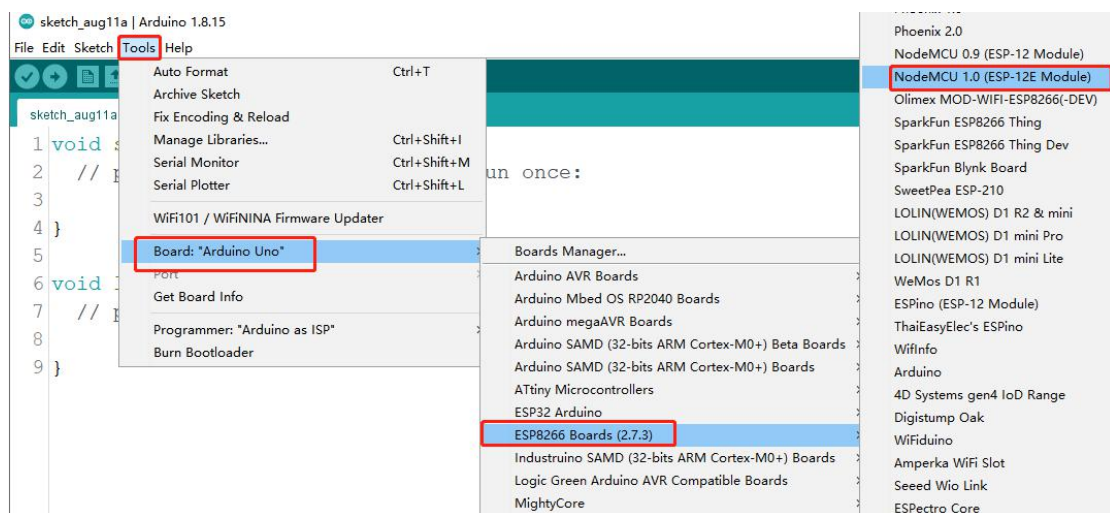 sketch_aug11a | Arduino 1.8.15
File Edit Sketch Tools Help
sketch_aug11a
1 void s
2 // p
un once:
3
4 }
5
6 void l
7 // p
8
9 }
Auto Format Ctrl+T
Archive Sketch
Fix Encoding & Reload
Manage Libraries... Ctrl+Shift+I
Serial Monitor Ctrl+Shift+M
Serial Plotter Ctrl+Shift+L
WiFi101 / WiFiNINA Firmware Updater
Board: "Arduino Uno"
Port
Get Board Info
Programmer: "Arduino as ISP"
Burn Bootloader
Boards Manager...
Arduino AVR Boards
Arduino Mbed OS RP2040 Boards
Arduino megaAVR Boards
Arduino SAMD (32-bits ARM Cortex-M0+) Beta Boards
Arduino SAMD (32-bits ARM Cortex-M0+) Boards
ATtiny Microcontrollers
ESP32 Arduino
ESP8266 Boards (2.7.3)
Industruino SAMD (32-bits ARM Cortex-M0+) Boards
Logic Green Arduino AVR Compatible Boards
MightyCore
Phoenix 2.0
NodeMCU 0.9 (ESP-12 Module)
NodeMCU 1.0 (ESP-12E Module)
Olimex MOD-WIFI-ESP8266(-DEV)
SparkFun ESP8266 Thing
SparkFun ESP8266 Thing Dev
SparkFun Blynk Board
SweetPea ESP-210
LOLIN(WEMOS) D1 R2 & mini
LOLIN(WEMOS) D1 mini Pro
LOLIN(WEMOS) D1 mini Lite
WeMos D1 R1
ESPino (ESP-12 Module)
ThaiEasyElec's ESPino
WifInfo
Arduino
4D Systems gen4 IoD Range
Digistump Oak
WiFiduino
Amperka WiFi Slot
Seeed Wio Link
ESPectro Core